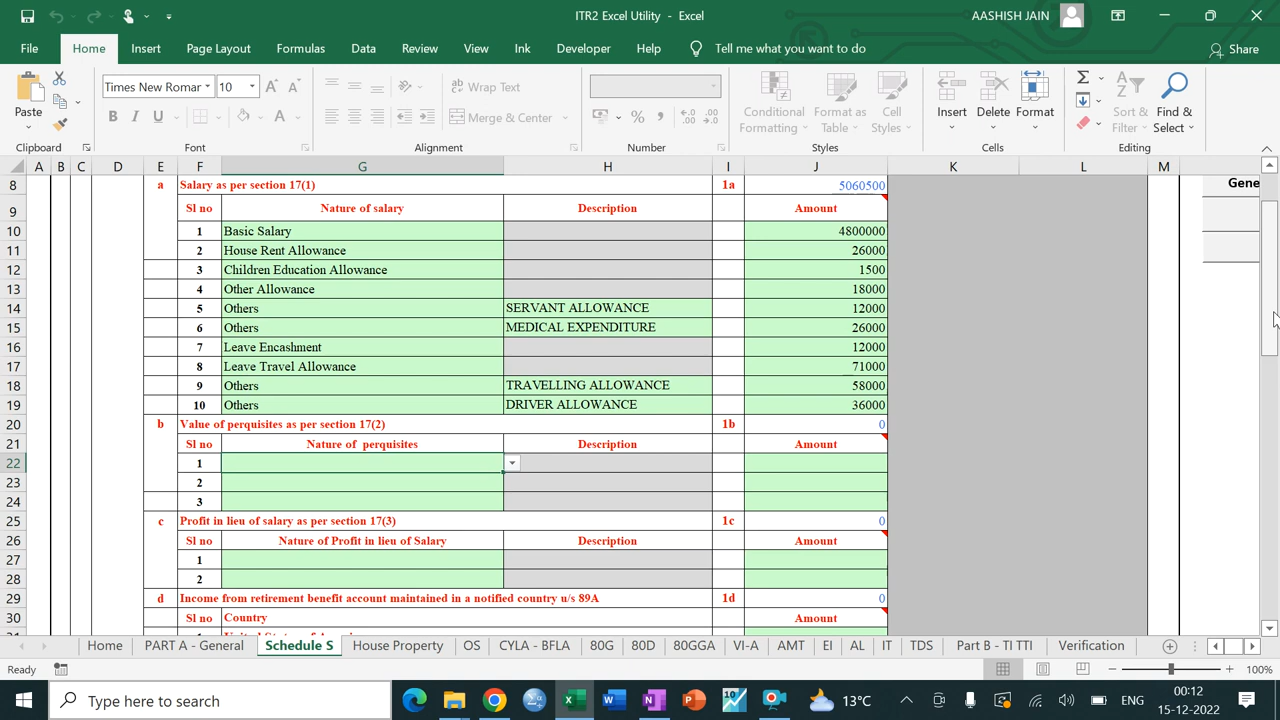 ITR2 Excel Utility - Excel
AASHISH JAIN
File Home Insert Page Layout Formulas Data Review View Ink Developer Help Tell me what you want to do Share
Paste
Clipboard
Times New Romar 10
B I U
Font
ab Wrap Text
Merge & Center
Alignment
% ,
Number
Conditional Formatting
Format as Table
Cell Styles
Styles
Insert Delete Format
Cells
Sort & Filter
Find & Select
Editing
A B C D E F G H I J K L M
8 a Salary as per section 17(1) 1a 5060500 Gene
9 Sl no Nature of salary Description Amount
10 1 Basic Salary 4800000
11 2 House Rent Allowance 26000
12 3 Children Education Allowance 1500
13 4 Other Allowance 18000
14 5 Others SERVANT ALLOWANCE 12000
15 6 Others MEDICAL EXPENDITURE 26000
16 7 Leave Encashment 12000
17 8 Leave Travel Allowance 71000
18 9 Others TRAVELLING ALLOWANCE 58000
19 10 Others DRIVER ALLOWANCE 36000
20 b Value of perquisites as per section 17(2) 1b 0
21 Sl no Nature of perquisites Description Amount
22 1
23 2
24 3
25 c Profit in lieu of salary as per section 17(3) 1c 0
26 Sl no Nature of Profit in lieu of Salary Description Amount
27 1
28 2
29 d Income from retirement benefit account maintained in a notified country u/s 89A 1d 0
30 Sl no Country Amount
Home PART A - General Schedule S House Property OS CYLA - BFLA 80G 80D 80GGA VI-A AMT EI AL IT TDS Part B - TI TTI Verification
Ready 100%
Type here to search
13°C
ENG
00:12
15-12-2022